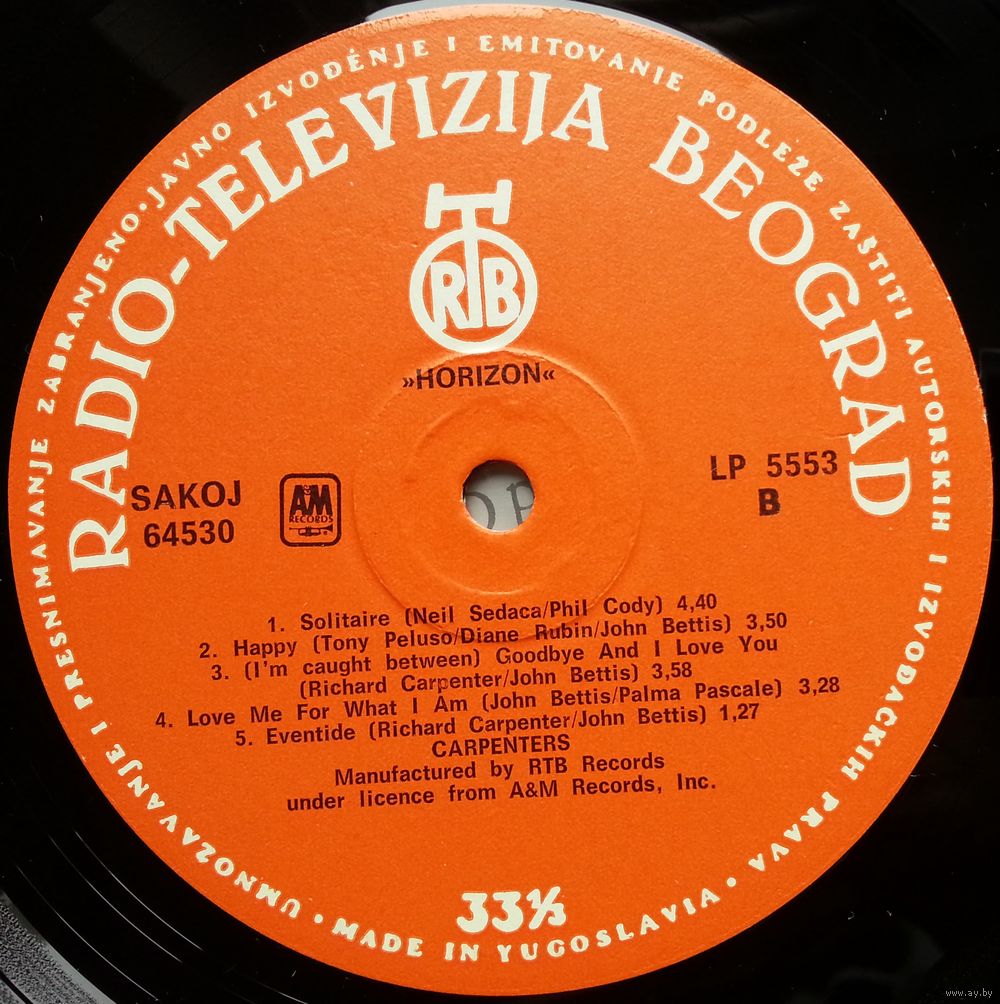 UMNOŽAVANJE I PRESNIMAVANJE ZABRANJENO • JAVNO IZVOĐENJE I EMITOVANJE PODLEŽE ZAŠTITI AUTORSKIH I IZVOĐAČKIH PRAVA •
RADIO-TELEVIZIJA BEOGRAD
RTB
»HORIZON«
SAKOJ
64530
A&M
RECORDS
LP 5553
B
1. Solitaire (Neil Sedaca/Phil Cody) 4,40
2. Happy (Tony Peluso/Diane Rubin/John Bettis) 3,50
3. (I'm caught between) Goodbye And I Love You
(Richard Carpenter/John Bettis) 3,58
4. Love Me For What I Am (John Bettis/Palma Pascale) 3,28
5. Eventide (Richard Carpenter/John Bettis) 1,27
CARPENTERS
Manufactured by RTB Records
under licence from A&M Records, Inc.
33⅓
MADE IN YUGOSLAVIA •
www.ay.by